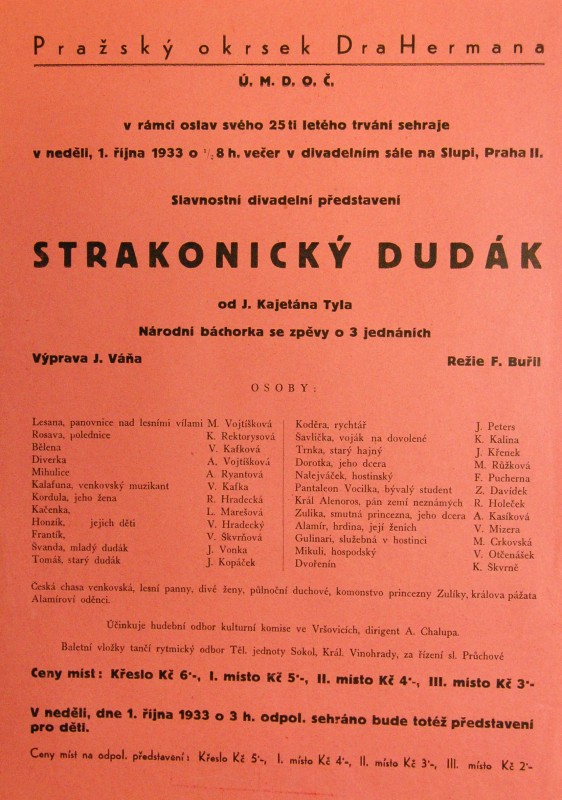 Pražský okrsek Dra Hermana
Ú. M. D. O. Č.
v rámci oslav svého 25ti letého trvání sehraje
v neděli, 1. října 1933 o ½8 h. večer v divadelním sále na Slupi, Praha II.
Slavnostní divadelní představení
STRAKONICKÝ DUDÁK
od J. Kajetána Tyla
Národní báchorka se zpěvy o 3 jednáních
Výprava J. Váňa
Režie F. Buřil
OSOBY:
Lesana, panovnice nad lesními vílami M. Vojtíšková
Rosava, polednice K. Rektorysová
Bělena V. Kafková
Diverka A. Vojtíšková
Mihulice A. Ryantová
Kalafuna, venkovský muzikant V. Kafka
Kordula, jeho žena R. Hradecká
Kačenka, L. Marešová
Honzík, jejich děti V. Hradecký
Frantík, V. Škvrňová
Švanda, mladý dudák J. Vonka
Tomáš, starý dudák J. Kopáček
Koděra, rychtář J. Peters
Šavlička, voják na dovolené K. Kalina
Trnka, starý hajný J. Křenek
Dorotka, jeho dcera M. Růžková
Nalejváček, hostinský F. Pucherna
Pantaleon Vocilka, bývalý student Z. Davídek
Král Alenoros, pán zemí neznámých R. Holeček
Zulika, smutná princezna, jeho dcera A. Kasíková
Alamír, hrdina, její ženich V. Mizera
Gulinari, služebná v hostinci M. Crkovská
Mikuli, hospodský V. Otčenášek
Dvořenín K. Škvrně
Česká chasa venkovská, lesní panny, divé ženy, půlnoční duchové, komonstvo princezny Zuliky, králova pážata
Alamíroví oděnci.
Účinkuje hudební odbor kulturní komise ve Vršovicích, dirigent A. Chalupa.
Baletní vložky tančí rytmický odbor Těl. jednoty Sokol, Král. Vinohrady, za řízení sl. Průchové
Ceny míst: Křeslo Kč 6·-, I. místo Kč 5·-, II. místo Kč 4·-, III. místo Kč 3·-
V neděli, dne 1. října 1933 o 3 h. odpol. sehráno bude totéž představení
pro děti.
Ceny míst na odpol. představení: Křeslo Kč 5·-, I. místo Kč 4·-, II. místo Kč 3·-, III. místo Kč 2·-